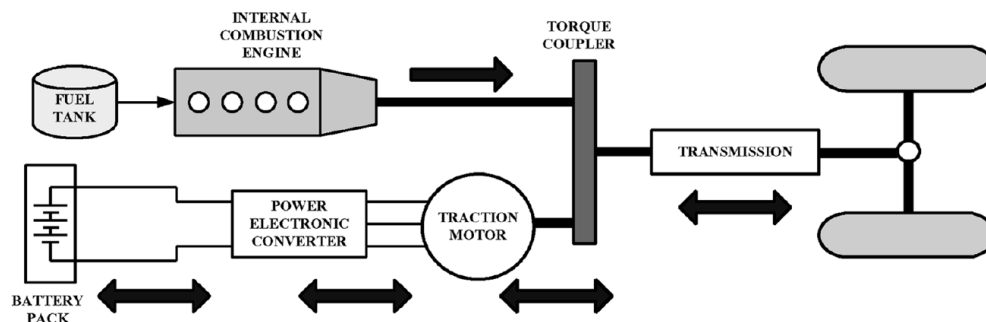 INTERNAL
COMBUSTION
ENGINE
TORQUE
COUPLER
FUEL
TANK
TRANSMISSION
POWER
ELECTRONIC
CONVERTER
TRACTION
MOTOR
BATTERY
PACK